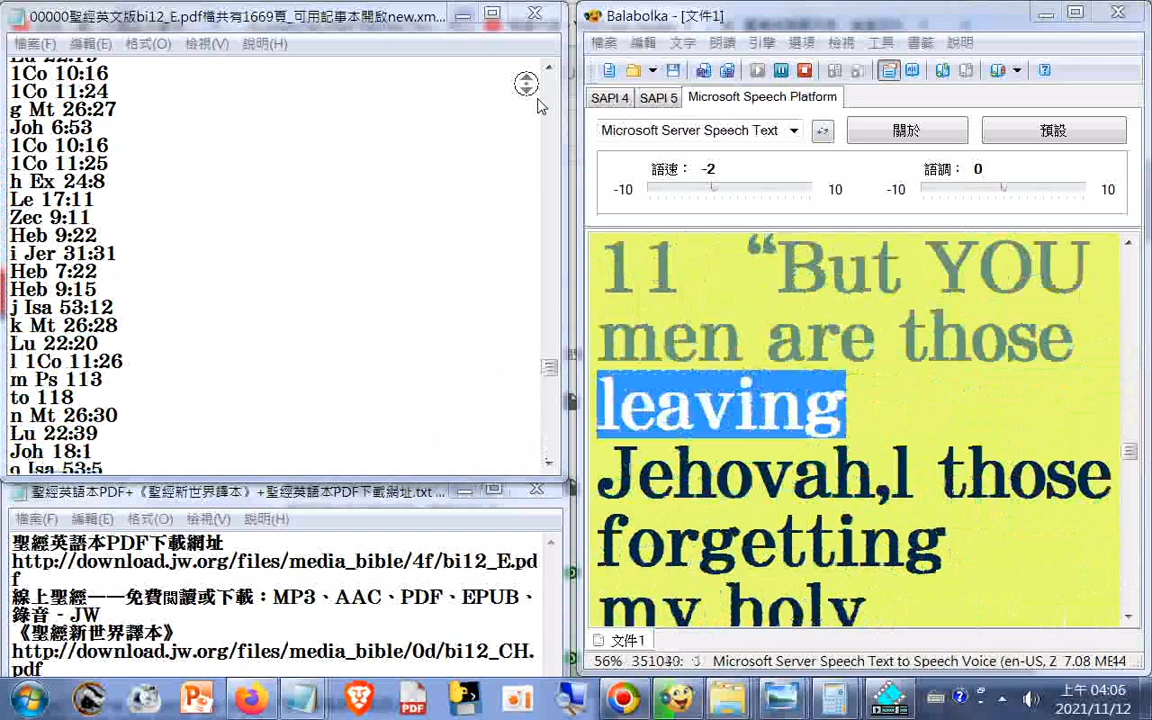 00000聖經英文版bi12_E.pdf檔共有1669頁_可用記事本開啟new.xm...
檔案(F) 編輯(E) 格式(O) 檢視(V) 說明(H)
Lu 22:19
1Co 10:16
1Co 11:24
g Mt 26:27
Joh 6:53
1Co 10:16
1Co 11:25
h Ex 24:8
Le 17:11
Zec 9:11
Heb 9:22
i Jer 31:31
Heb 7:22
Heb 9:15
j Isa 53:12
k Mt 26:28
Lu 22:20
l 1Co 11:26
m Ps 113
to 118
n Mt 26:30
Lu 22:39
Joh 18:1
o Isa 53:5
聖經英語本PDF+《聖經新世界譯本》+聖經英語本PDF下載網址.txt ...
檔案(F) 編輯(E) 格式(O) 檢視(V) 說明(H)
聖經英語本PDF下載網址
http://download.jw.org/files/media_bible/4f/bi12_E.pd
f
線上聖經——免費閱讀或下載：MP3、AAC、PDF、EPUB、
錄音 - JW
《聖經新世界譯本》
http://download.jw.org/files/media_bible/0d/bi12_CH.
pdf
Balabolka - [文件1]
檔案 編輯 文字 朗讀 引擎 選項 檢視 工具 書籤 說明
SAPI 4 SAPI 5 Microsoft Speech Platform
Microsoft Server Speech Text 關於 預設
語速： -2 語調： 0
-10 10 -10 10
11 “But YOU
men are those
leaving
Jehovah,l those
forgetting
my holy
文件1
56% Microsoft Server Speech Text to Speech Voice (en-US, Z 7.08 ME
PDF
上午 04:06
2021/11/12